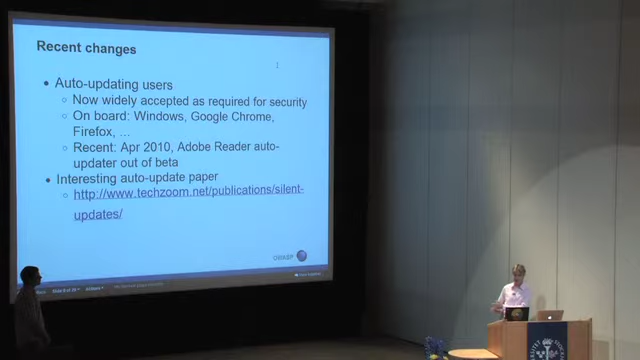 Recent changes
• Auto-updating users
○ Now widely accepted as required for security
○ On board: Windows, Google Chrome,
Firefox, ...
○ Recent: Apr 2010, Adobe Reader auto-
updater out of beta
• Interesting auto-update paper
○ http://www.techzoom.net/publications/silent-
updates/
OWASP